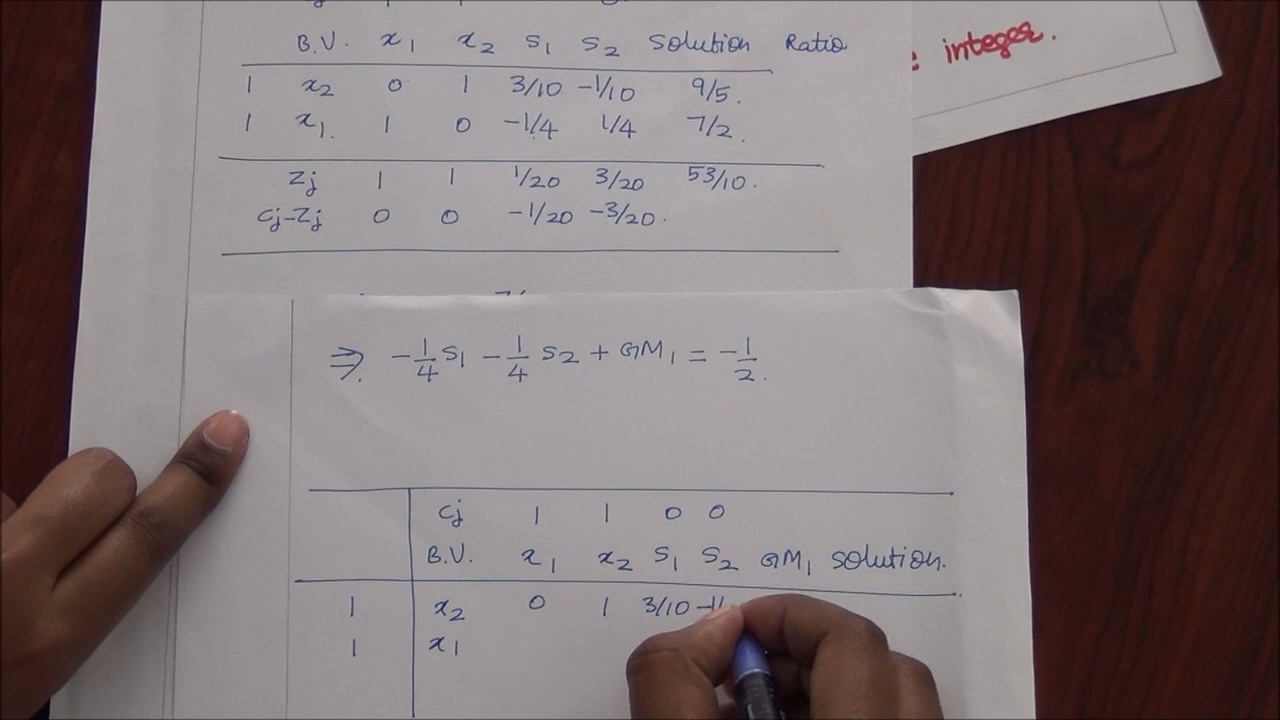 B.V. x1 x2 S1 S2 Solution Ratio
integer.
1 x2 0 1 3/10 -1/10 9/5.
1 x1. 1 0 -1/4 1/4 7/2.
Zj 1 1 1/20 3/20 53/10.
Cj-Zj 0 0 -1/20 -3/20.
⇒ -1/4 S1 - 1/4 S2 + GM1 = -1/2.
Cj 1 1 0 0
B.V. x1 x2 S1 S2 GM1 Solution.
1 x2 0 1 3/10
1 x1